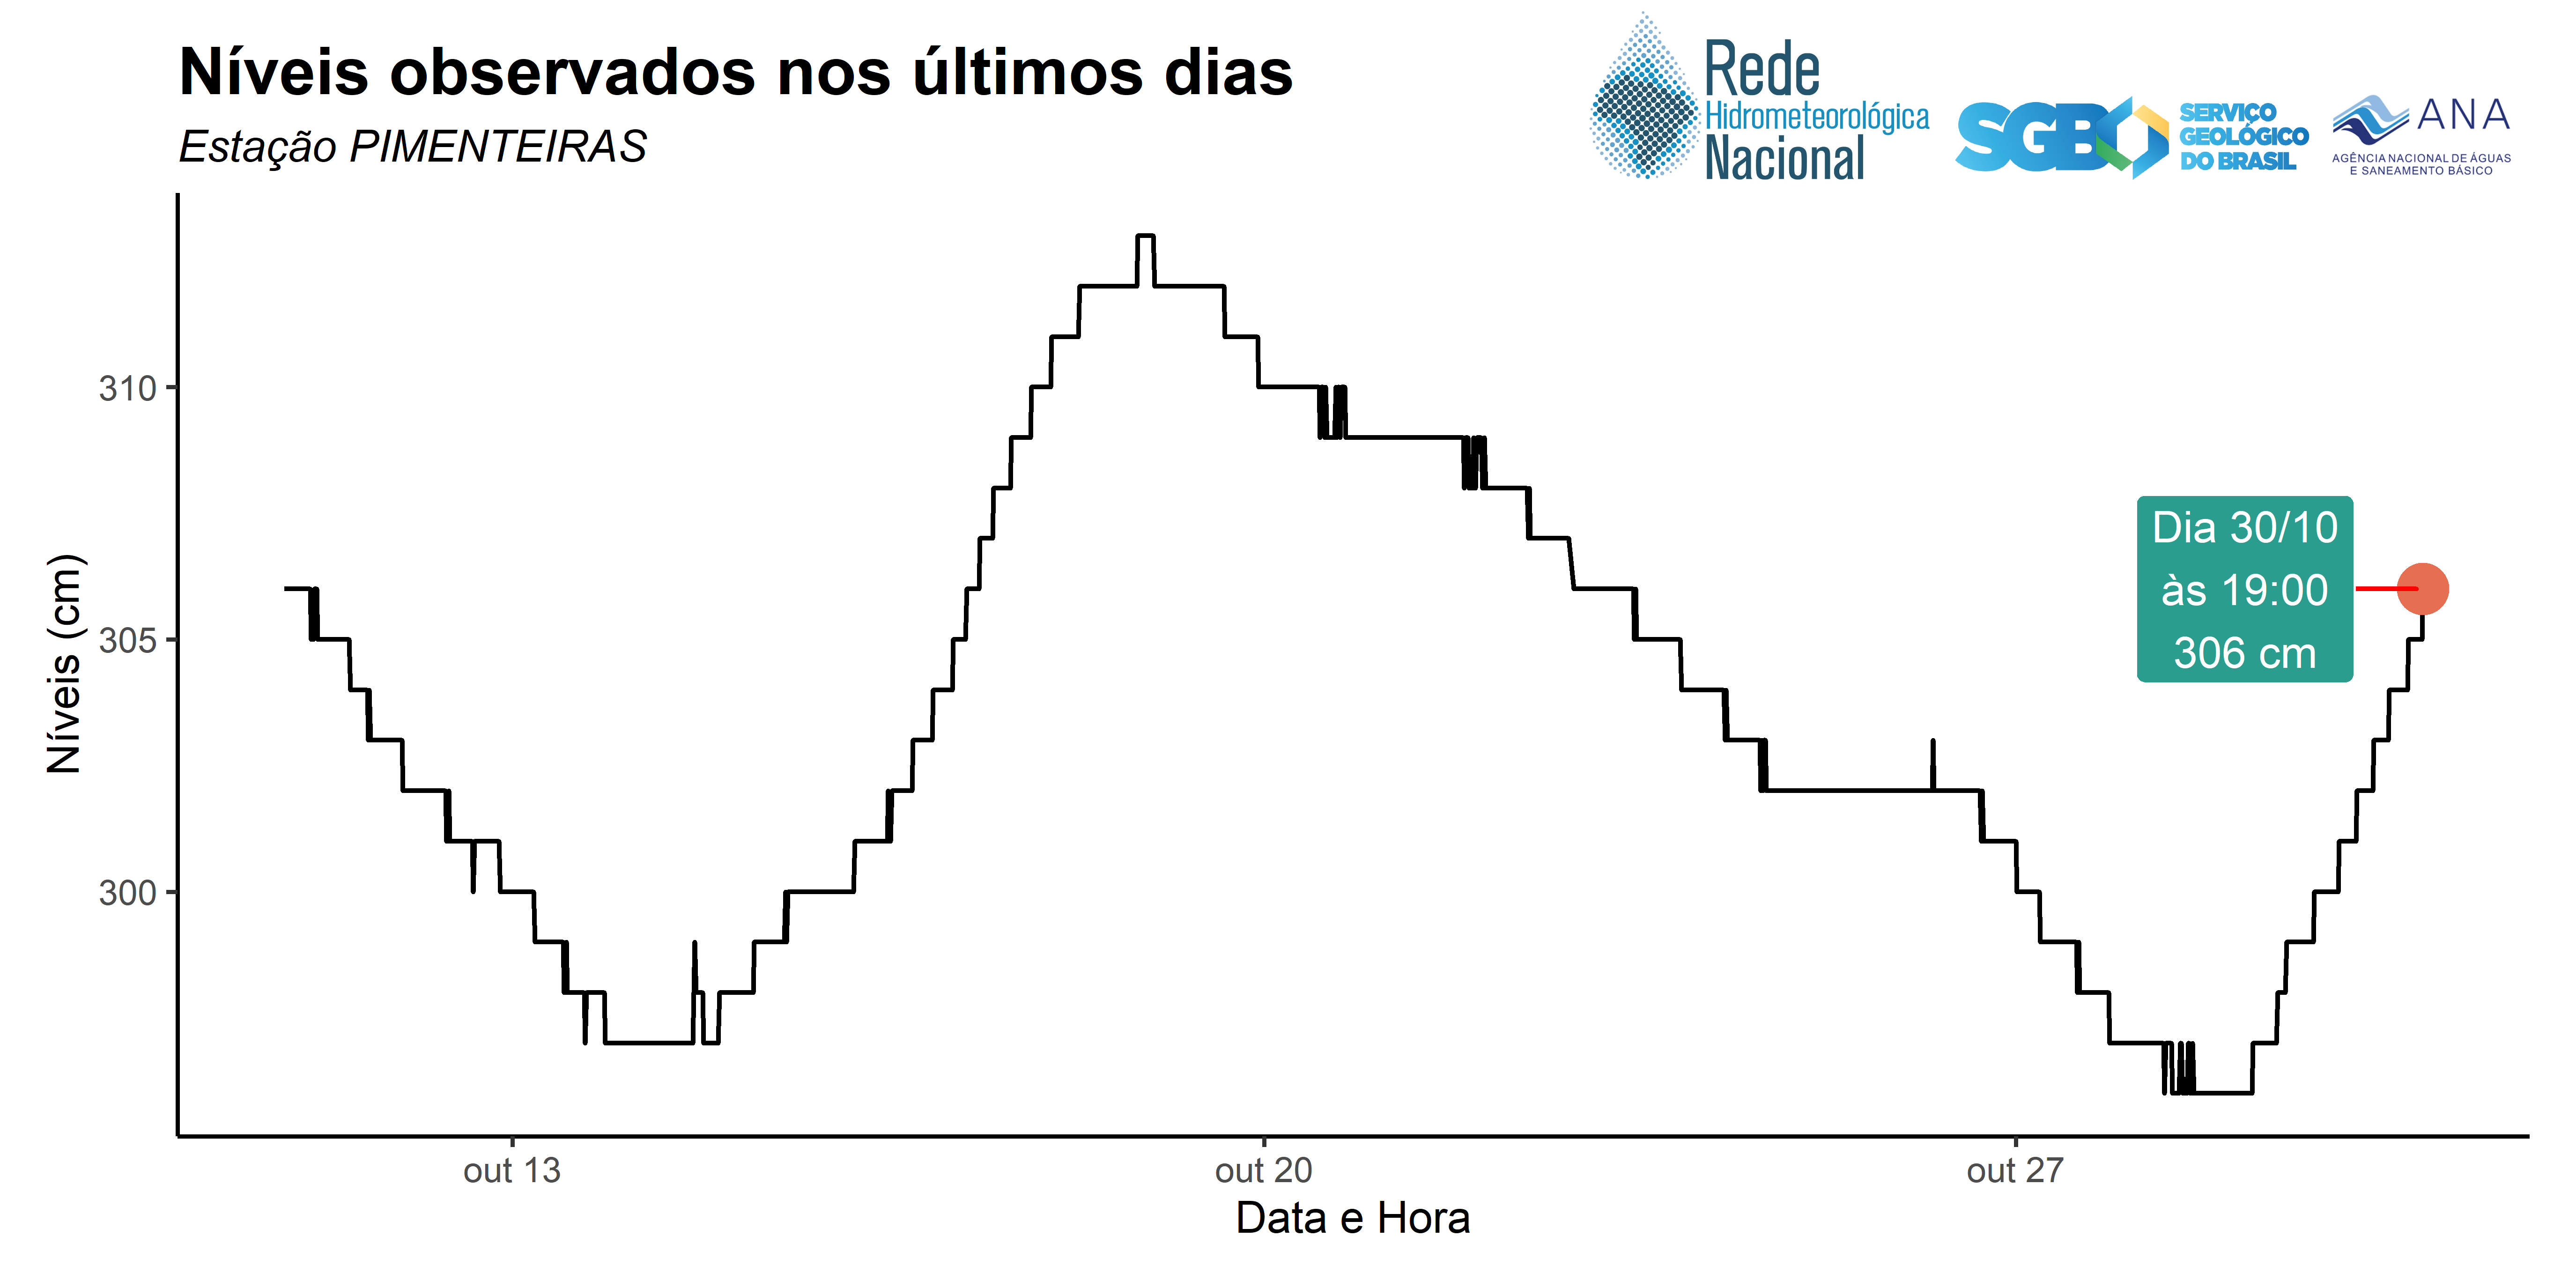 Níveis observados nos últimos dias
Estação PIMENTEIRAS
Rede
Hidrometeorológica
Nacional
SGB
SERVIÇO
GEOLÓGICO
DO BRASIL
ANA
AGÊNCIA NACIONAL DE ÁGUAS
E SANEAMENTO BÁSICO
Níveis (cm)
310
305
300
Dia 30/10
às 19:00
306 cm
out 13
out 20
out 27
Data e Hora